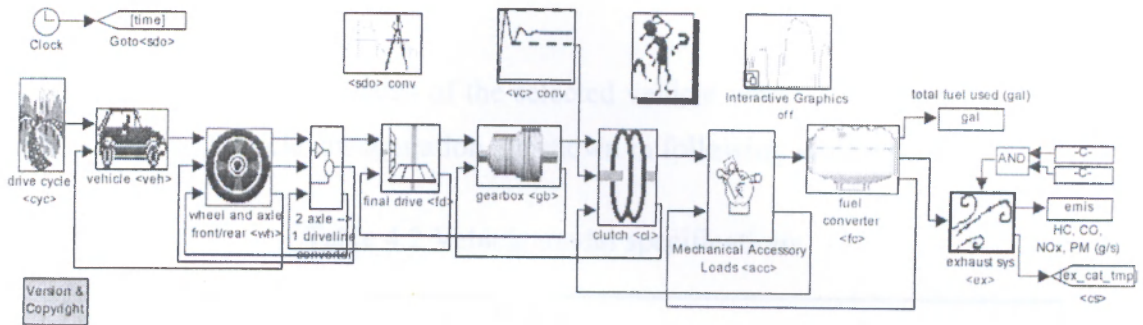 [time]
Clock
Goto<sdo>
<sdo> conv
<vc> conv
Interactive Graphics
off
total fuel used (gal)
gal
AND
-C-
-C-
drive cycle
<cyc>
vehicle <veh>
wheel and axle
front/rear <wh>
2 axle -->
1 driveline
converter
final drive <fd>
gearbox <gb>
clutch <cl>
Mechanical Accessory
Loads <acc>
fuel
converter
<fc>
exhaust sys
<ex>
emis
HC, CO,
NOx, PM (g/s)
[ex_cat_tmp]
<cs>
Version &
Copyright
of the
follow